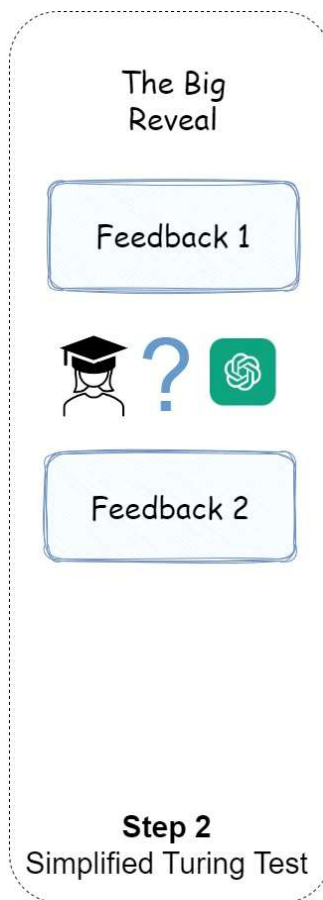 The Big
Reveal
Feedback 1
?
Feedback 2
Step 2
Simplified Turing Test